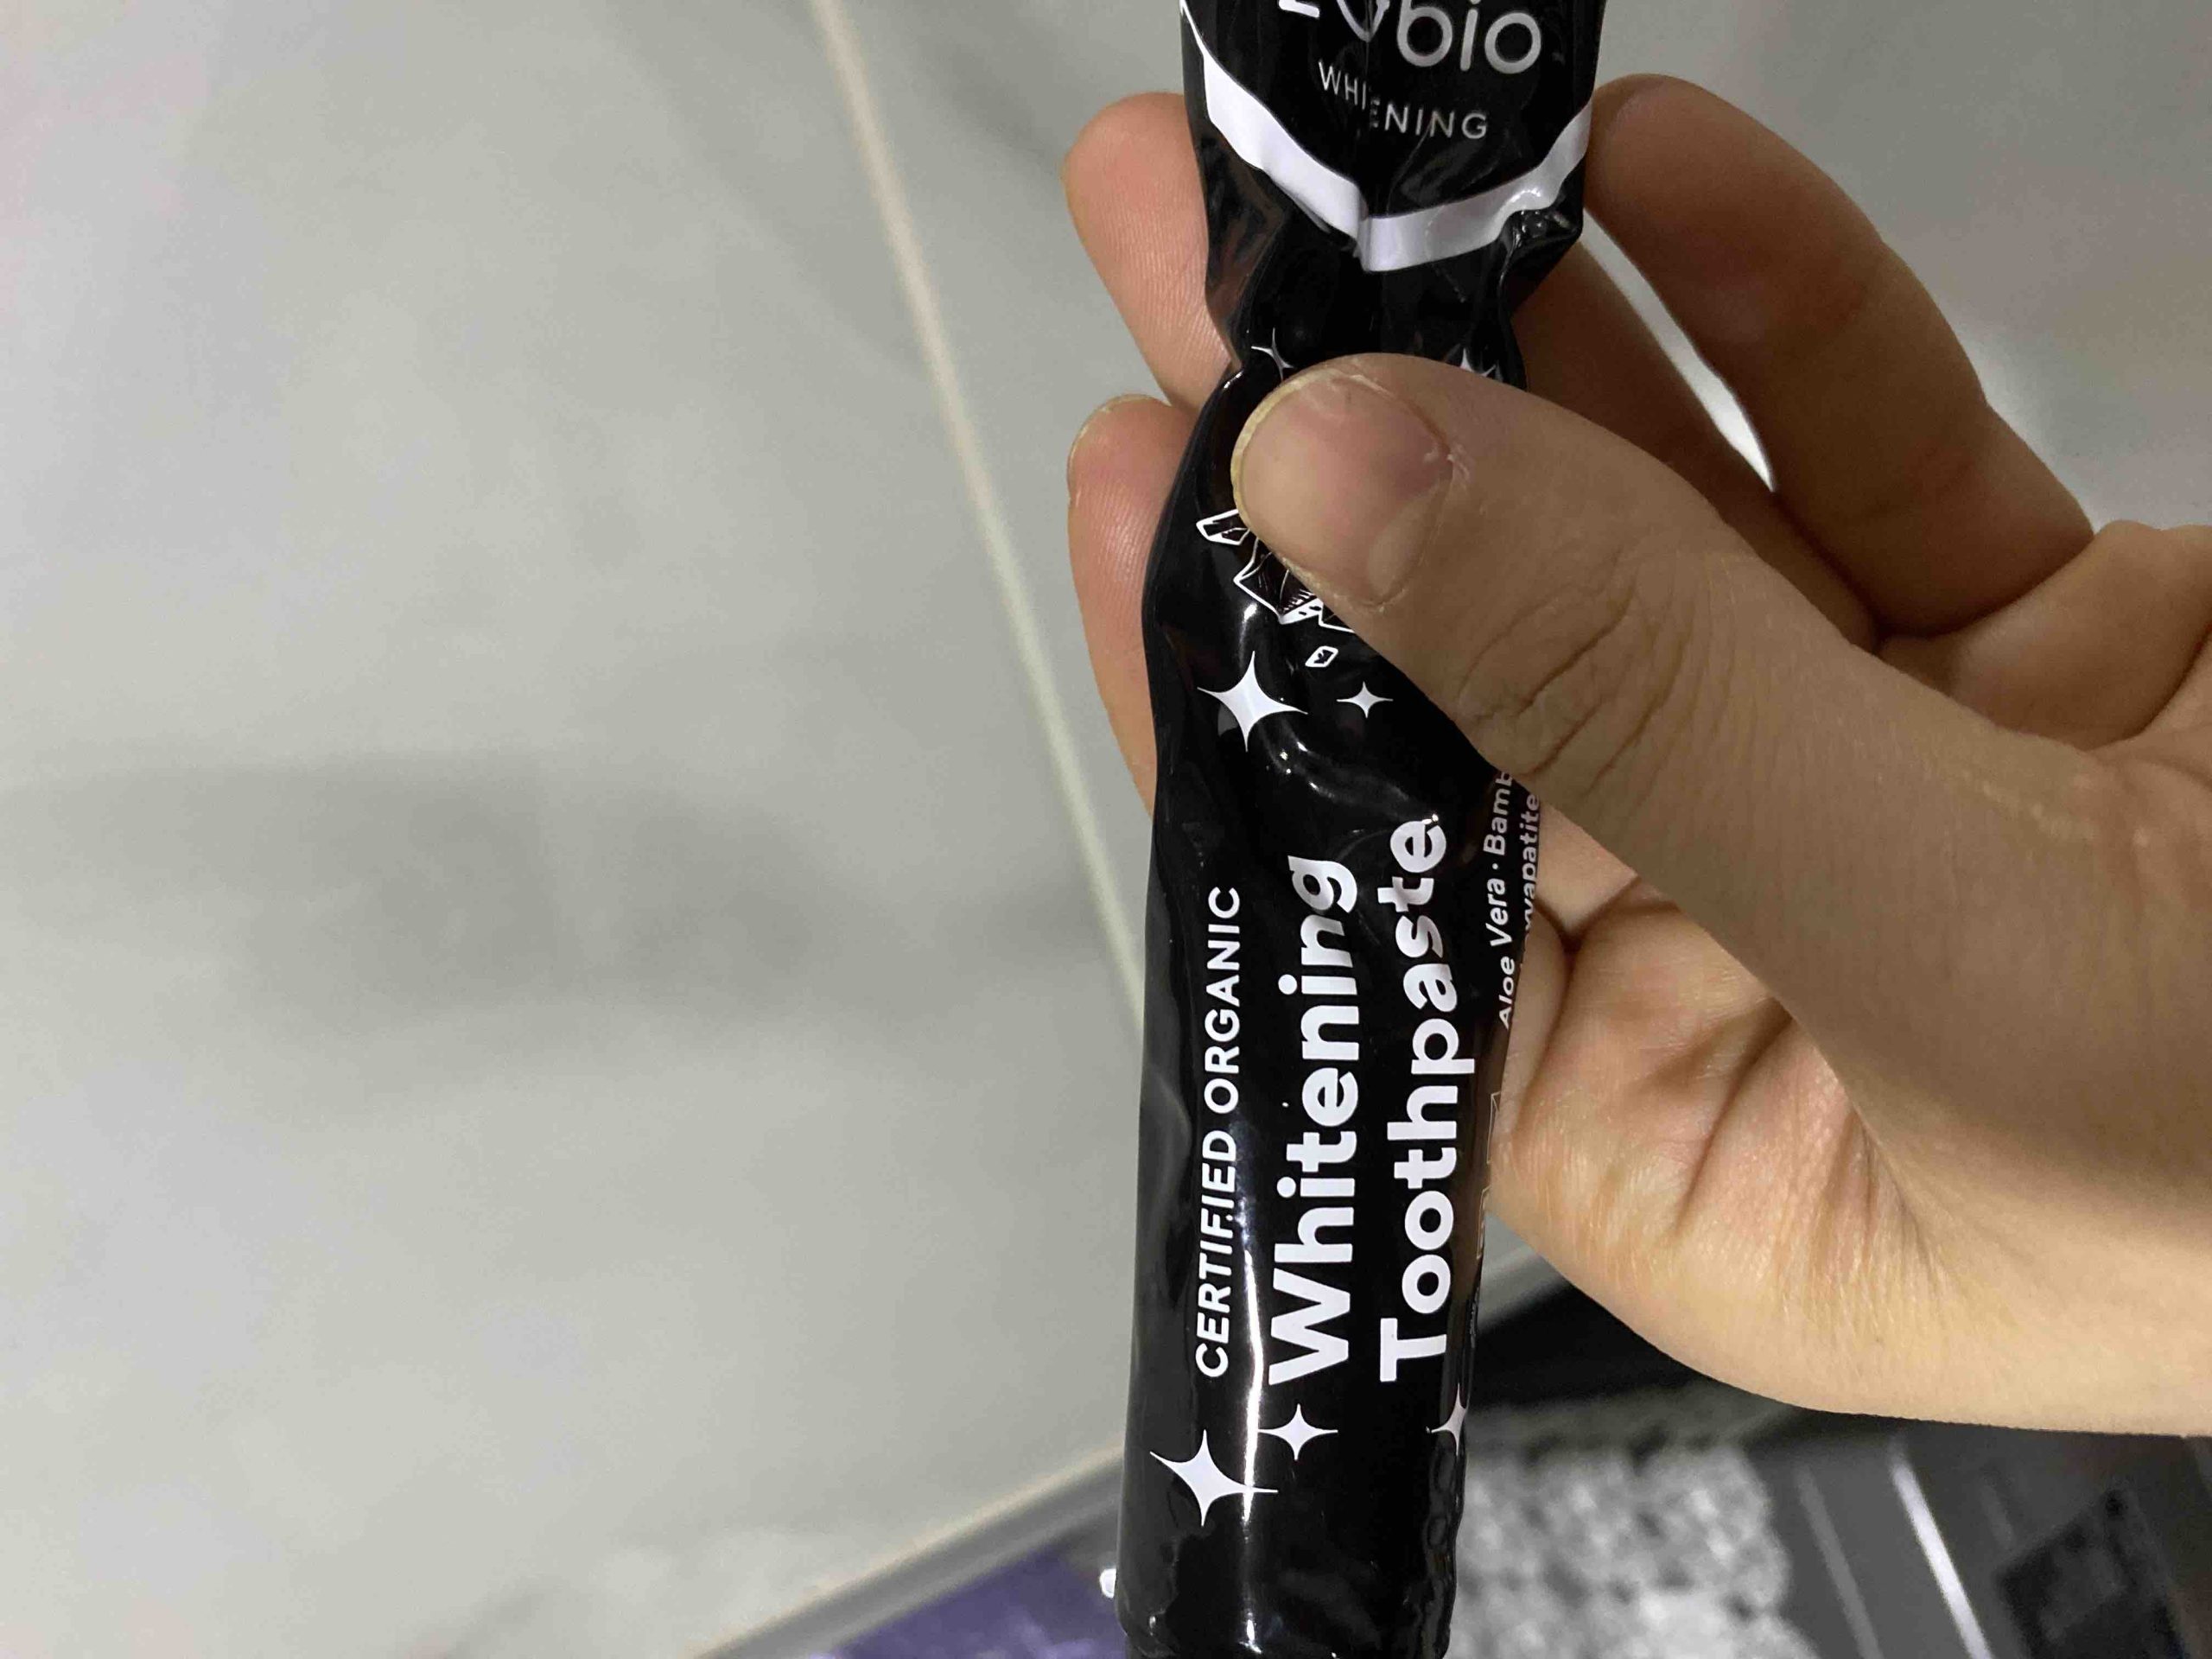 bio
WHITENING
CERTIFIED ORGANIC
Whitening
Toothpaste
Aloe Vera ·